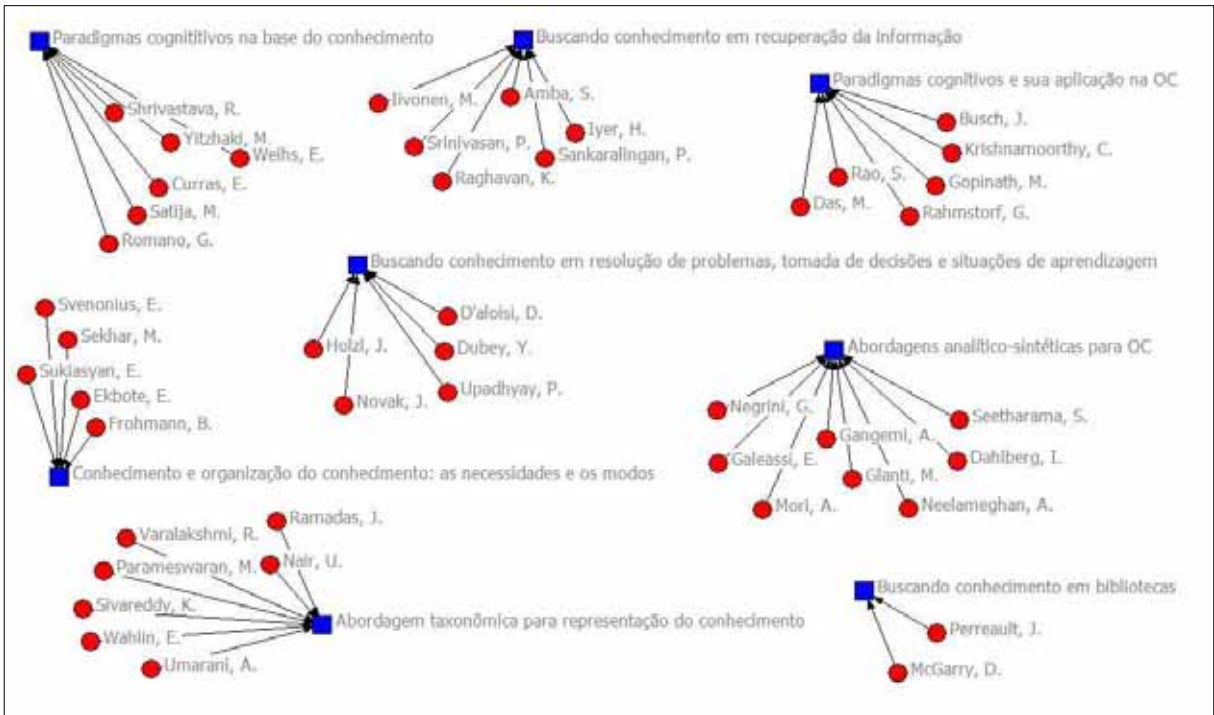 Paradigmas cognititivos na base do conhecimento
Shrivastava, R.
Yitzhaki, M.
Weihs, E.
Curras, E.
Satija, M.
Romano, G.
Buscando conhecimento em recuperação da informação
Iivonen, M.
Amba, S.
Iyer, H.
Srinivasan, P.
Sankaralingan, P.
Raghavan, K.
Paradigmas cognitivos e sua aplicação na OC
Busch, J.
Krishnamoorthy, C.
Rao, S.
Gopinath, M.
Das, M.
Rahmstorf, G.
Buscando conhecimento em resolução de problemas, tomada de decisões e situações de aprendizagem
D'aloisi, D.
Holzl, J.
Dubey, Y.
Upadhyay, P.
Novak, J.
Svenonius, E.
Sekhar, M.
Sukiasyan, E.
Ekbote, E.
Frohmann, B.
Conhecimento e organização do conhecimento: as necessidades e os modos
Abordagens analítico-sintéticas para OC
Negrini, G.
Seetharama, S.
Gangemi, A.
Galeassi, E.
Dahlberg, I.
Glanti, M.
Mori, A.
Neelameghan, A.
Ramadas, J.
Varalakshmi, R.
Nair, U.
Parameswaran, M.
Sivareddy, K.
Abordagem taxonômica para representação do conhecimento
Wahlin, E.
Umarani, A.
Buscando conhecimento em bibliotecas
Perreault, J.
McGarry, D.